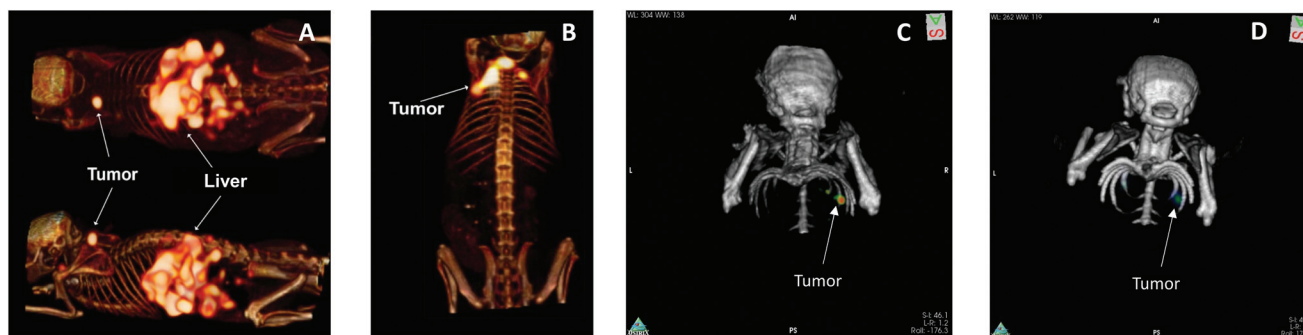 A
Tumor
Liver
B
Tumor
WL: 304 WW: 138
AI
A
S
C
L
R
Tumor
OSIRIX
PS
S-I: 46.1
L-R: 1.2
Roll: -176.3
WL: 262 WW: 119
AI
A
S
D
L
Tumor
PS